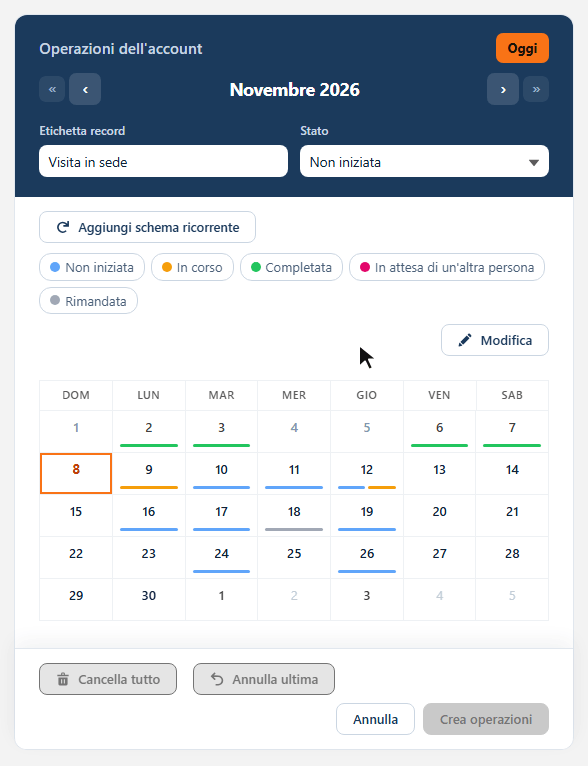 Operazioni dell'account
Oggi
« ‹ Novembre 2026 › »
Etichetta record Stato
Visita in sede Non iniziata
Aggiungi schema ricorrente
Non iniziata In corso Completata In attesa di un'altra persona
Rimandata
Modifica
DOM LUN MAR MER GIO VEN SAB
1 2 3 4 5 6 7
8 9 10 11 12 13 14
15 16 17 18 19 20 21
22 23 24 25 26 27 28
29 30 1 2 3 4 5
Cancella tutto Annulla ultima
Annulla Crea operazioni